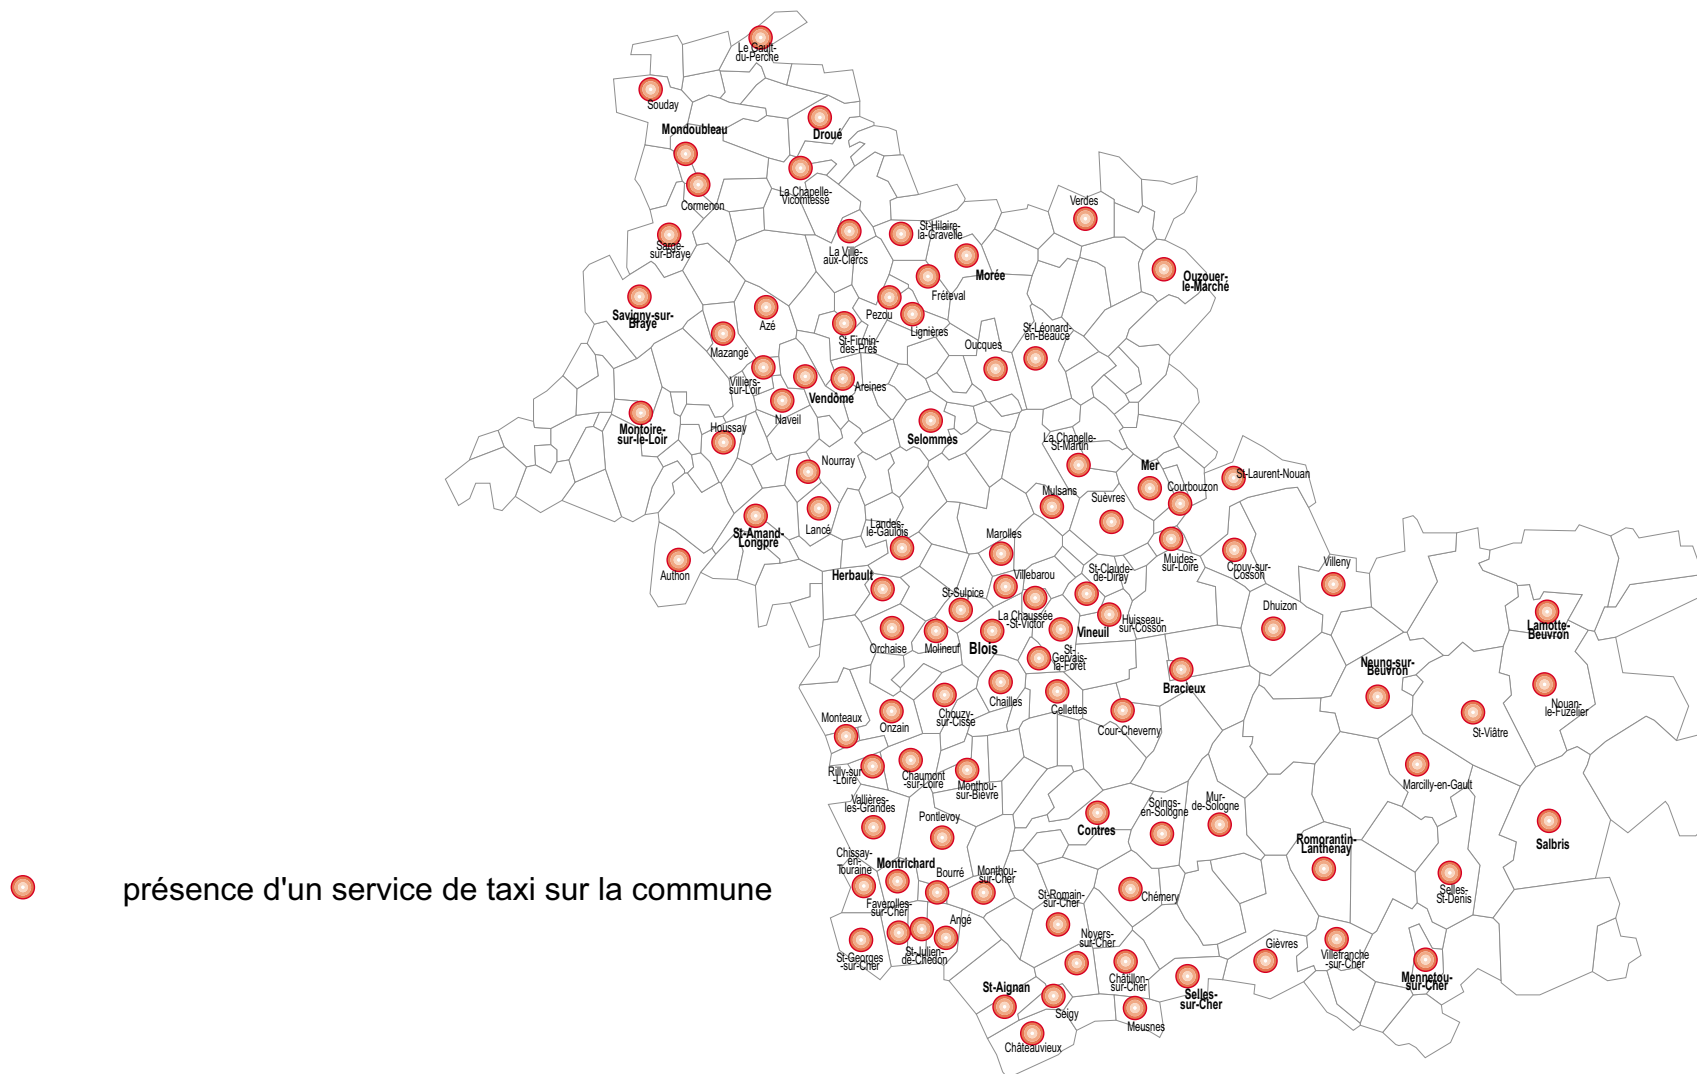 Le Gault-
du-Perche
Souday
Mondoubleau
Droué
La Chapelle-
Vicomtesse
Cormenon
Verdes
St-Hilaire-
la-Gravelle
Sargé-
sur-Braye
La Ville-
aux-Clercs
Morée
Ouzouer-
le-Marché
Fréteval
Savigny-sur-
Braye
Azé
Pezou
Lignières
St-Léonard-
en-Beauce
Oucques
St-Firmin-
des-Prés
Mazangé
Villiers-
sur-Loir
Areines
Vendôme
Naveil
Montoire-
sur-le-Loir
Houssay
Selommes
La Chapelle-
St-Martin
Nourray
Mer
St-Laurent-Nouan
Courbouzon
Mulsans
Suèvres
Lancé
Landes-
le-Gaulois
St-Amand-
Longpré
Marolles
Muides-
sur-Loire
Crouy-sur-
Cosson
Villeny
Authon
Herbault
Villebarou
St-Claude-
de-Diray
St-Sulpice
Dhuizon
La Chaussée
-St-Victor
Huisseau-
sur-Cosson
Vineuil
Lamotte-
Beuvron
Orchaise
Molineuf
Blois
St-
Gervais-
la-Forêt
Neung-sur-
Beuvron
Bracieux
Chailles
Cellettes
Nouan-
le-Fuzelier
Monteaux
Onzain
Chouzy-
sur-Cisse
Cour-Cheverny
St-Viâtre
Rilly-sur
-Loire
Chaumont
-sur-Loire
Monthou-
sur-Bièvre
Marcilly-en-Gault
Vallières-
les-Grandes
Pontlevoy
Contres
Soings-
en-Sologne
Mur-
de-Sologne
Romorantin-
Lanthenay
Salbris
Chissay-
en-
Touraine
Montrichard
Bourré
Monthou-
sur-Cher
présence d'un service de taxi sur la commune
St-Romain-
sur-Cher
Chémery
Selles-
St-Denis
Faverolles-
sur-Cher
Angé
Noyers-
sur-Cher
Gièvres
St-Georges
-sur-Cher
St-Julien-
de-Chédon
Villefranche
-sur-Cher
Châtillon-
sur-Cher
Mennetou-
sur-Cher
St-Aignan
Selles-
sur-Cher
Seigy
Meusnes
Châteauvieux